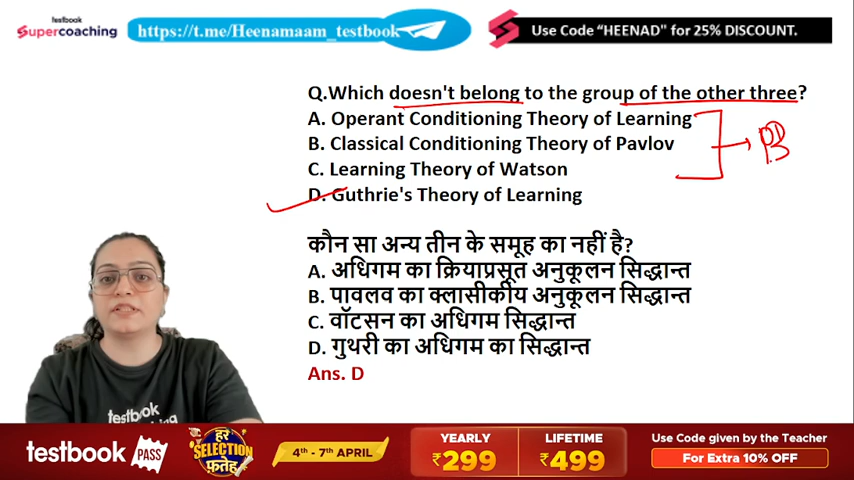 testbook
Supercoaching
https://t.me/Heenamaam_testbook
Use Code "HEENAD" for 25% DISCOUNT.
Q.Which doesn't belong to the group of the other three?
A. Operant Conditioning Theory of Learning
B. Classical Conditioning Theory of Pavlov
C. Learning Theory of Watson
D. Guthrie's Theory of Learning
कौन सा अन्य तीन के समूह का नहीं है?
A. अधिगम का क्रियाप्रसूत अनुकूलन सिद्धान्त
B. पावलव का क्लासीकीय अनुकूलन सिद्धान्त
C. वॉटसन का अधिगम सिद्धान्त
D. गुथरी का अधिगम का सिद्धान्त
Ans. D
testbook
testbook PASS
हर SELECTION फतेह
4th - 7th APRIL
YEARLY
₹299
LIFETIME
₹499
Use Code given by the Teacher
For Extra 10% OFF